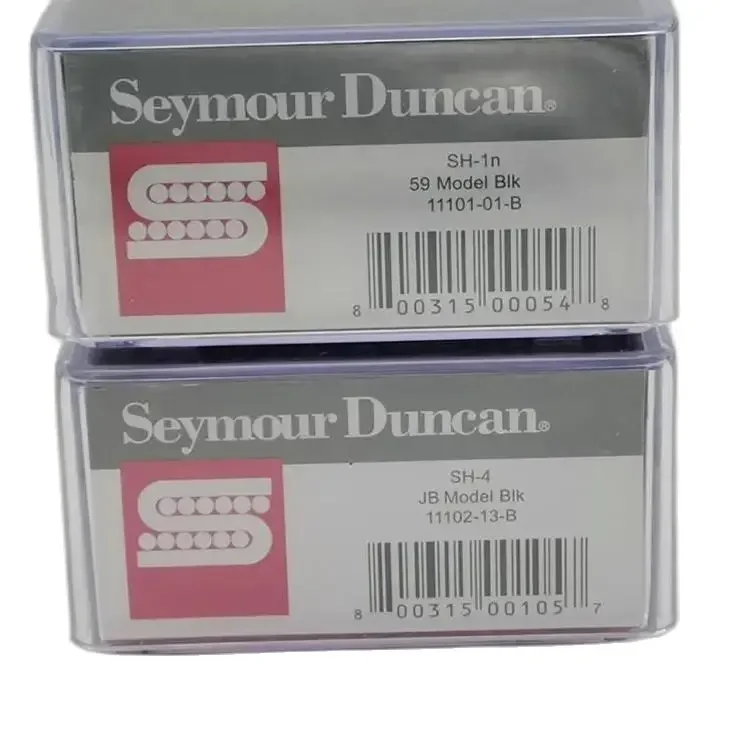 Seymour Duncan®
SH-1n
59 Model Blk
11101-01-B
8 00315 00054 8
Seymour Duncan®
SH-4
JB Model Blk
11102-13-B
8 00315 00105 7